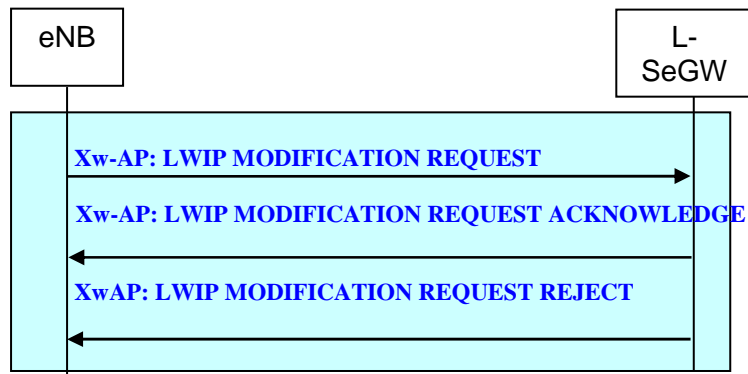 eNB
L-
SeGW
Xw-AP: LWIP MODIFICATION REQUEST
Xw-AP: LWIP MODIFICATION REQUEST ACKNOWLEDGE
XwAP: LWIP MODIFICATION REQUEST REJECT